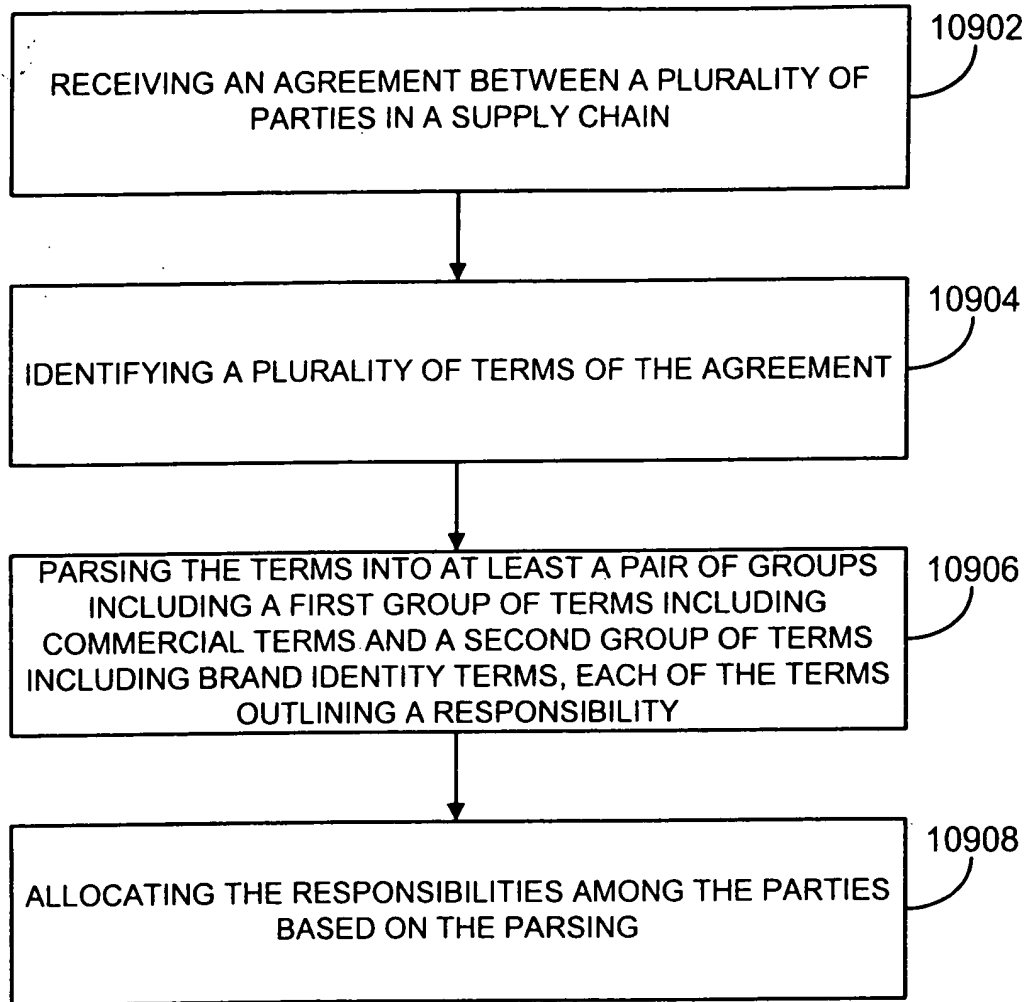 10902
RECEIVING AN AGREEMENT BETWEEN A PLURALITY OF
PARTIES IN A SUPPLY CHAIN
10904
IDENTIFYING A PLURALITY OF TERMS OF THE AGREEMENT
10906
PARSING THE TERMS INTO AT LEAST A PAIR OF GROUPS
INCLUDING A FIRST GROUP OF TERMS INCLUDING
COMMERCIAL TERMS AND A SECOND GROUP OF TERMS
INCLUDING BRAND IDENTITY TERMS, EACH OF THE TERMS
OUTLINING A RESPONSIBILITY
10908
ALLOCATING THE RESPONSIBILITIES AMONG THE PARTIES
BASED ON THE PARSING